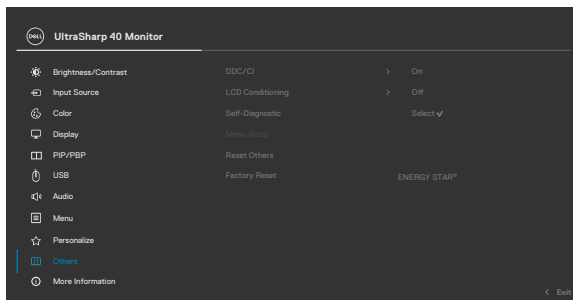 DELL UltraSharp 40 Monitor
Brightness/Contrast DDC/CI > On
Input Source LCD Conditioning > Off
Color Self-Diagnostic Select ✓
Display Menu Voice
PIP/PBP Reset Others
USB Factory Reset ENERGY STAR®
Audio
Menu
Personalize
Others
More Information
< Exit